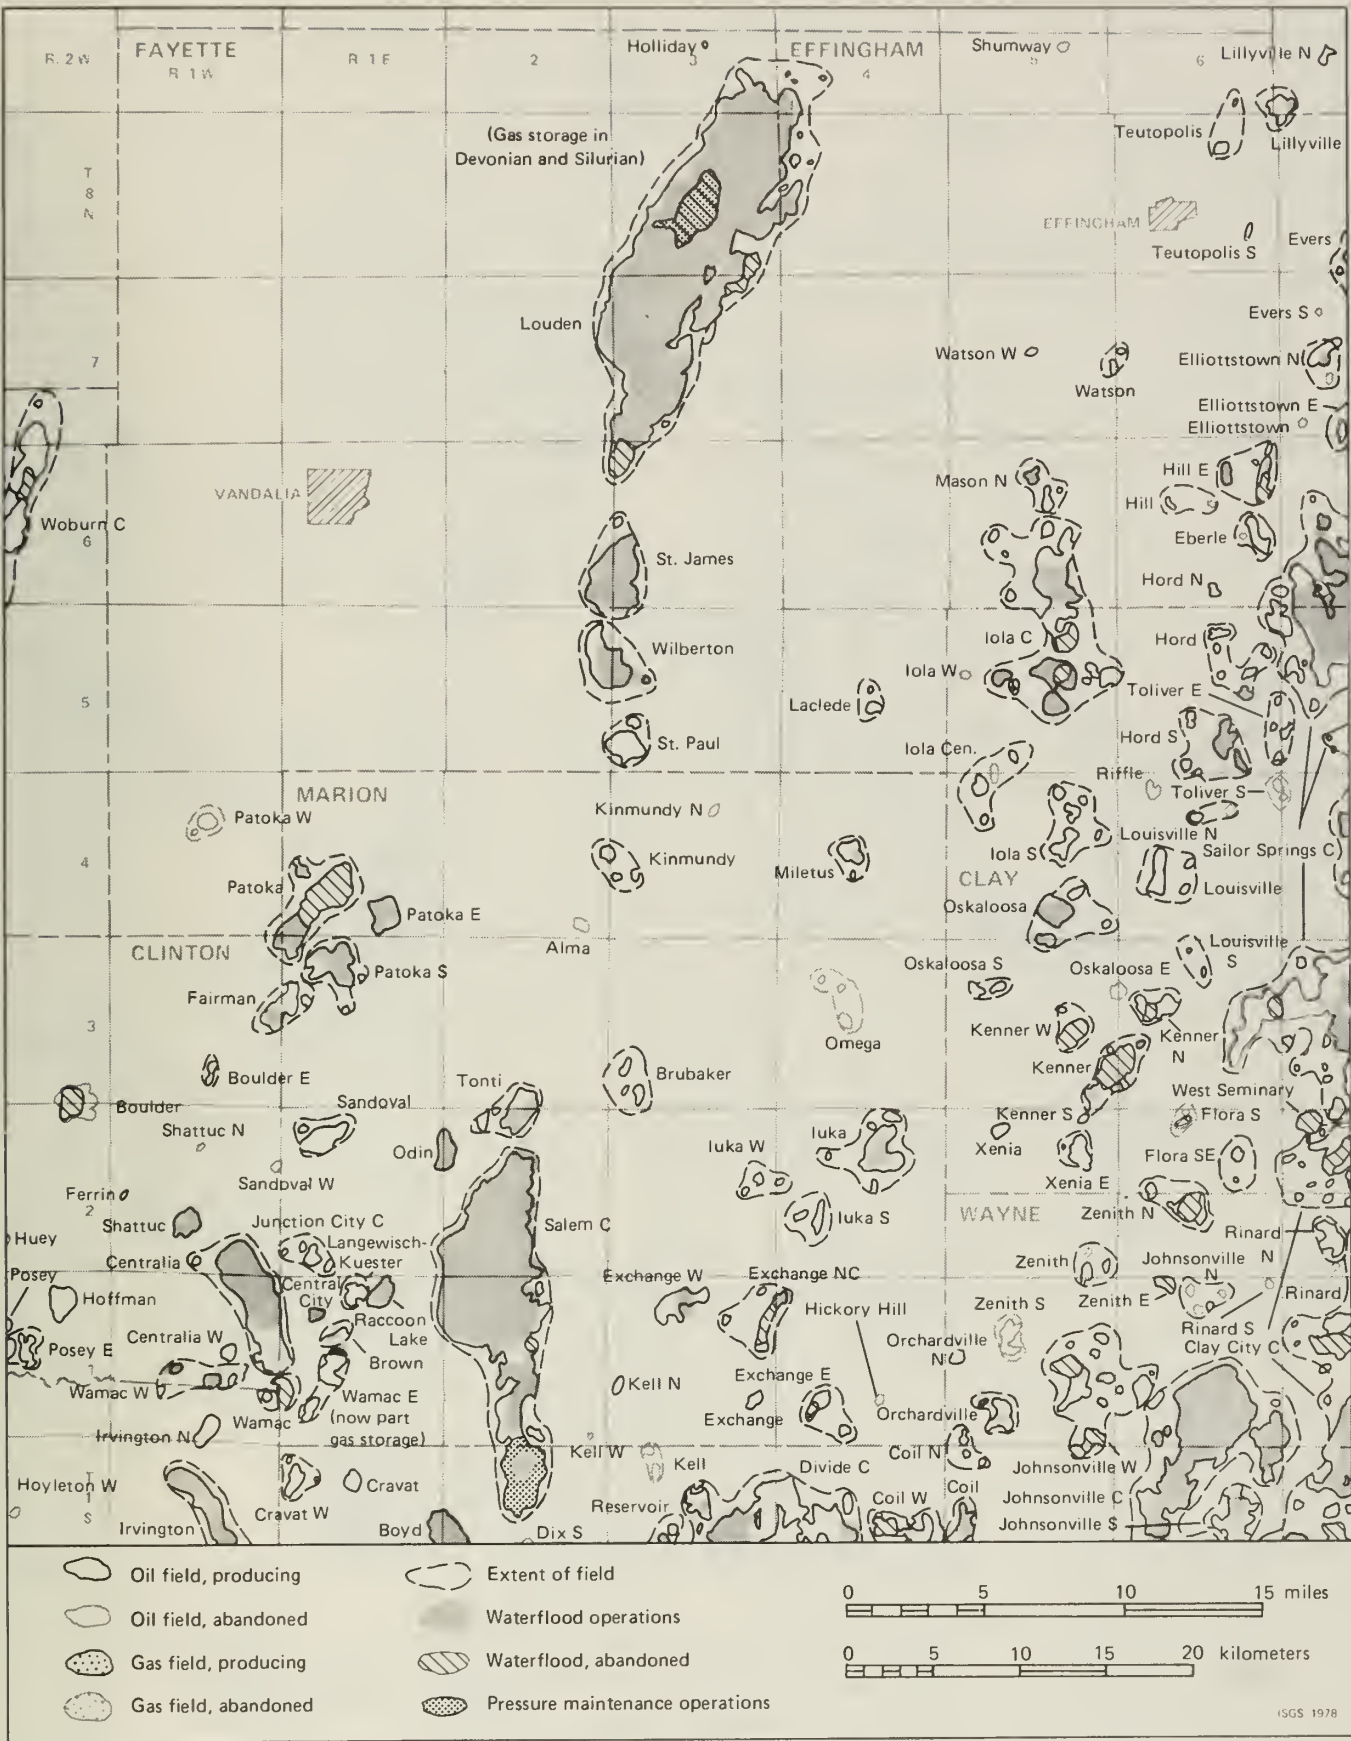 R. 2 W
FAYETTE
R 1 W
R 1 E
2
Holliday
3
EFFINGHAM
4
Shumway
5
6
Lillyville N
(Gas storage in
Devonian and Silurian)
Teutopolis
Lillyville
T
8
N
EFFINGHAM
Teutopolis S
Evers
Louden
Evers S
7
Watson W
Watson
Elliottstown N
Elliottstown E
Elliottstown
VANDALIA
Mason N
Hill E
Hill
Woburn C
6
Eberle
St. James
Hord N
Iola C
Hord
Wilberton
Iola W
Toliver E
5
Laclede
St. Paul
Iola Cen.
Hord S
Riffle
Toliver S
MARION
Patoka W
Kinmundy N
Louisville N
4
Kinmundy
Miletus
Iola S
Sailor Springs C
CLAY
Louisville
Patoka
Patoka E
Oskaloosa
Alma
CLINTON
Patoka S
Oskaloosa S
Oskaloosa E
Louisville
S
Fairman
3
Omega
Kenner W
Kenner
N
Boulder E
Tonti
Brubaker
Kenner
West Seminary
Boulder
Sandoval
Kenner S
Flora S
Shattuc N
Odin
Iuka W
Iuka
Xenia
Flora SE
Sandoval W
Xenia E
Ferrin
2
Shattuc
Junction City C
Salem C
Iuka S
WAYNE
Zenith N
Rinard
N
Huey
Langewisch-
Kuester
Centralia
Zenith
Johnsonville
N
Posey
Hoffman
Central
City
Exchange W
Exchange NC
Hickory Hill
Zenith S
Zenith E
Rinard
Raccoon
Lake
Rinard S
Posey E
Centralia W
Brown
Orchardville
N
Clay City C
1
Wamac W
Wamac E
(now part
gas storage)
Kell N
Exchange E
Wamac
Exchange
Orchardville
Irvington N
Kell W
Kell
Divide C
Coil N
Johnsonville W
Hoyleton W
T
1
S
Cravat
Cravat W
Reservoir
Coil W
Coil
Johnsonville C
Irvington
Boyd
Dix S
Johnsonville S
Oil field, producing
Oil field, abandoned
Gas field, producing
Gas field, abandoned
Extent of field
Waterflood operations
Waterflood, abandoned
Pressure maintenance operations
0 5 10 15 miles
0 5 10 15 20 kilometers
ISGS 1978